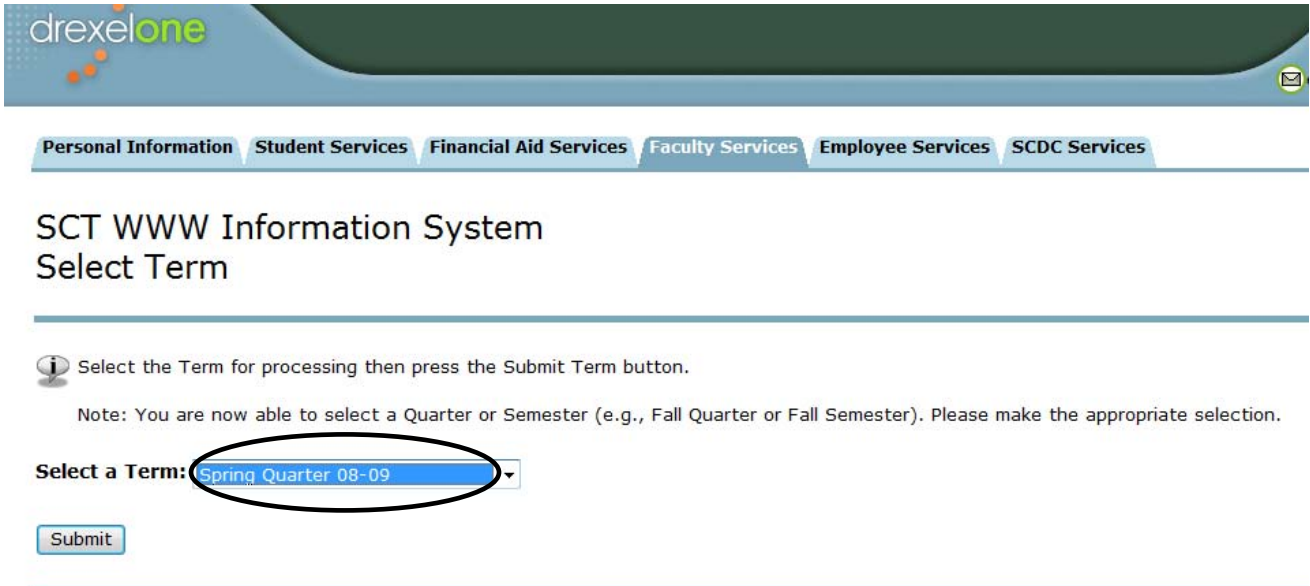 drexelone
Personal Information Student Services Financial Aid Services Faculty Services Employee Services SCDC Services
SCT WWW Information System
Select Term
Select the Term for processing then press the Submit Term button.
Note: You are now able to select a Quarter or Semester (e.g., Fall Quarter or Fall Semester). Please make the appropriate selection.
Select a Term: Spring Quarter 08-09
Submit